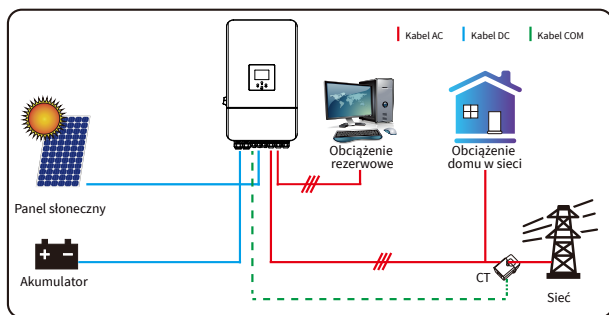 Kabel AC
Kabel DC
Kabel COM
Obciążenie
rezerwowe
Obciążenie
domu w sieci
Panel słoneczny
Akumulator
CT
Sieć